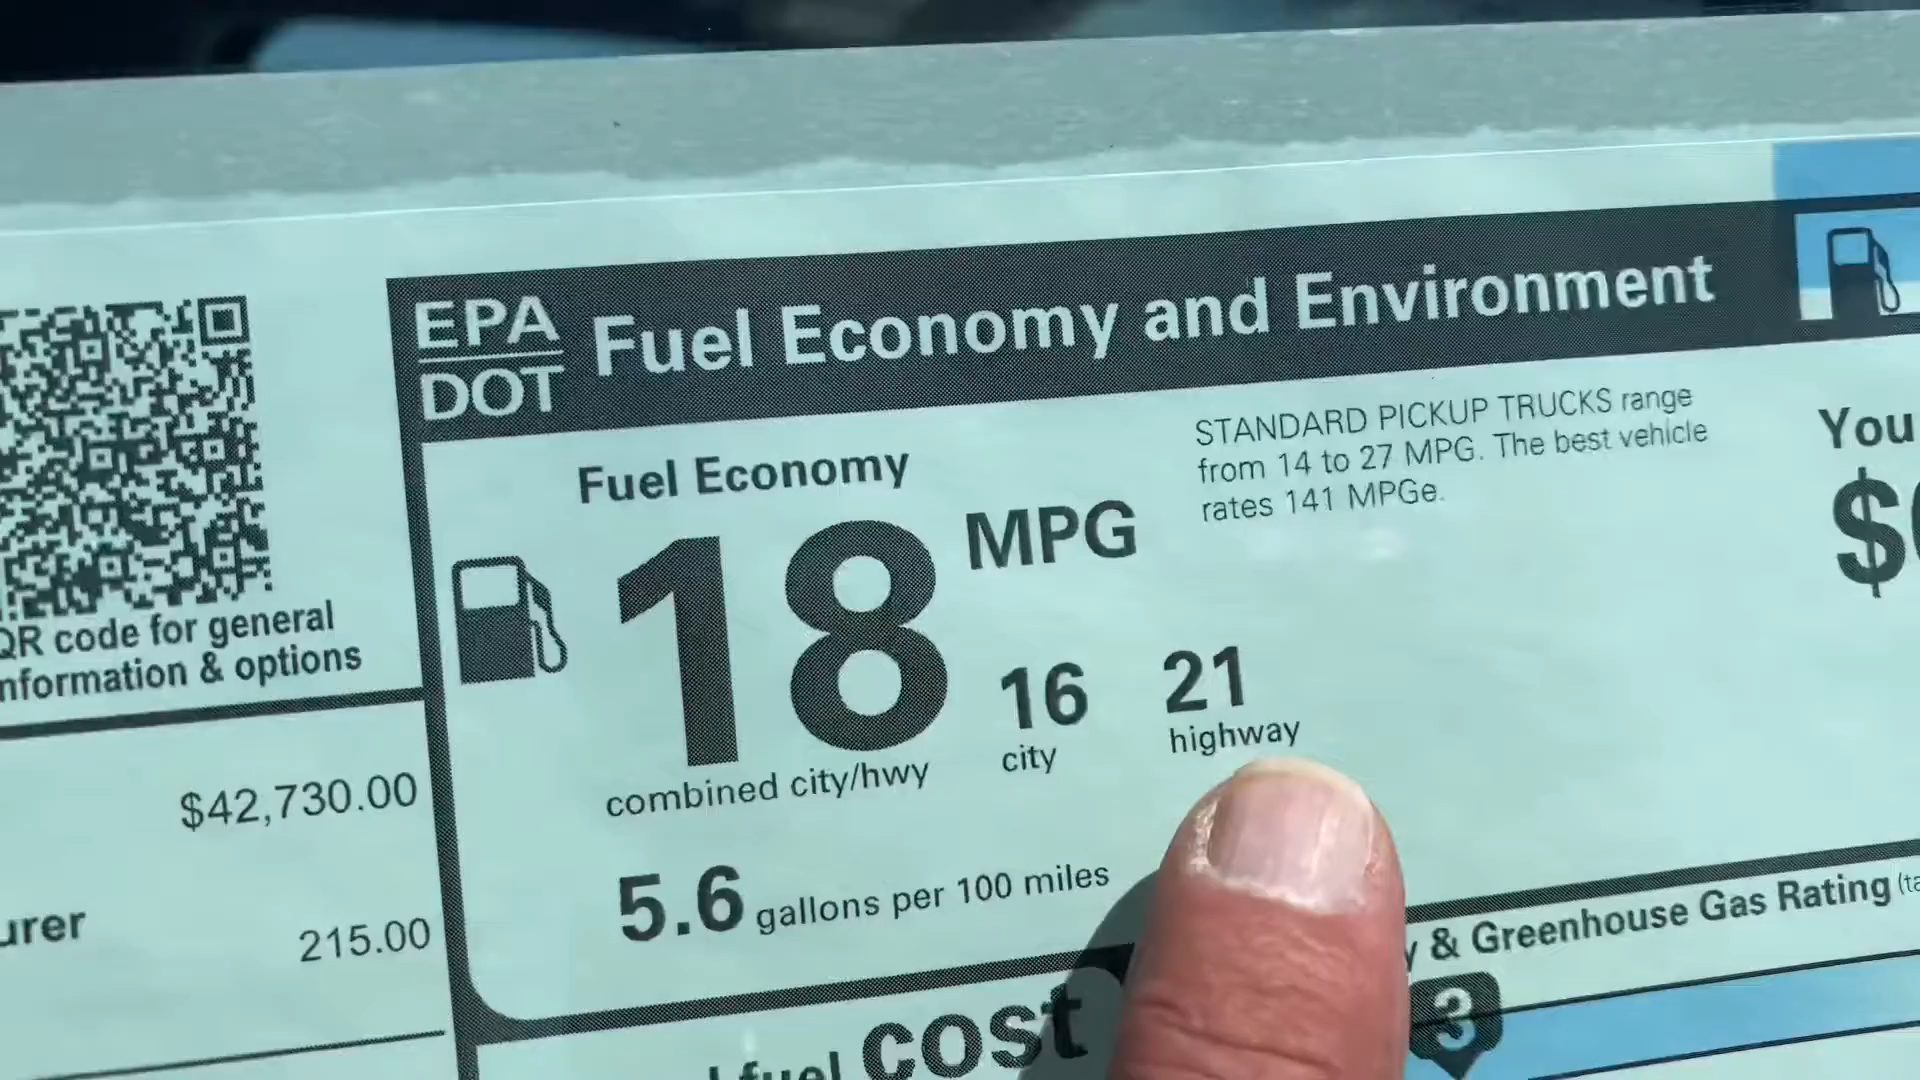 EPA
DOT
Fuel Economy and Environment
Fuel Economy
18 MPG
combined city/hwy
16
city
21
highway
5.6 gallons per 100 miles
STANDARD PICKUP TRUCKS range
from 14 to 27 MPG. The best vehicle
rates 141 MPGe.
You
$
QR code for general
nformation & options
$42,730.00
urer
215.00
& Greenhouse Gas Rating
3
fuel cost